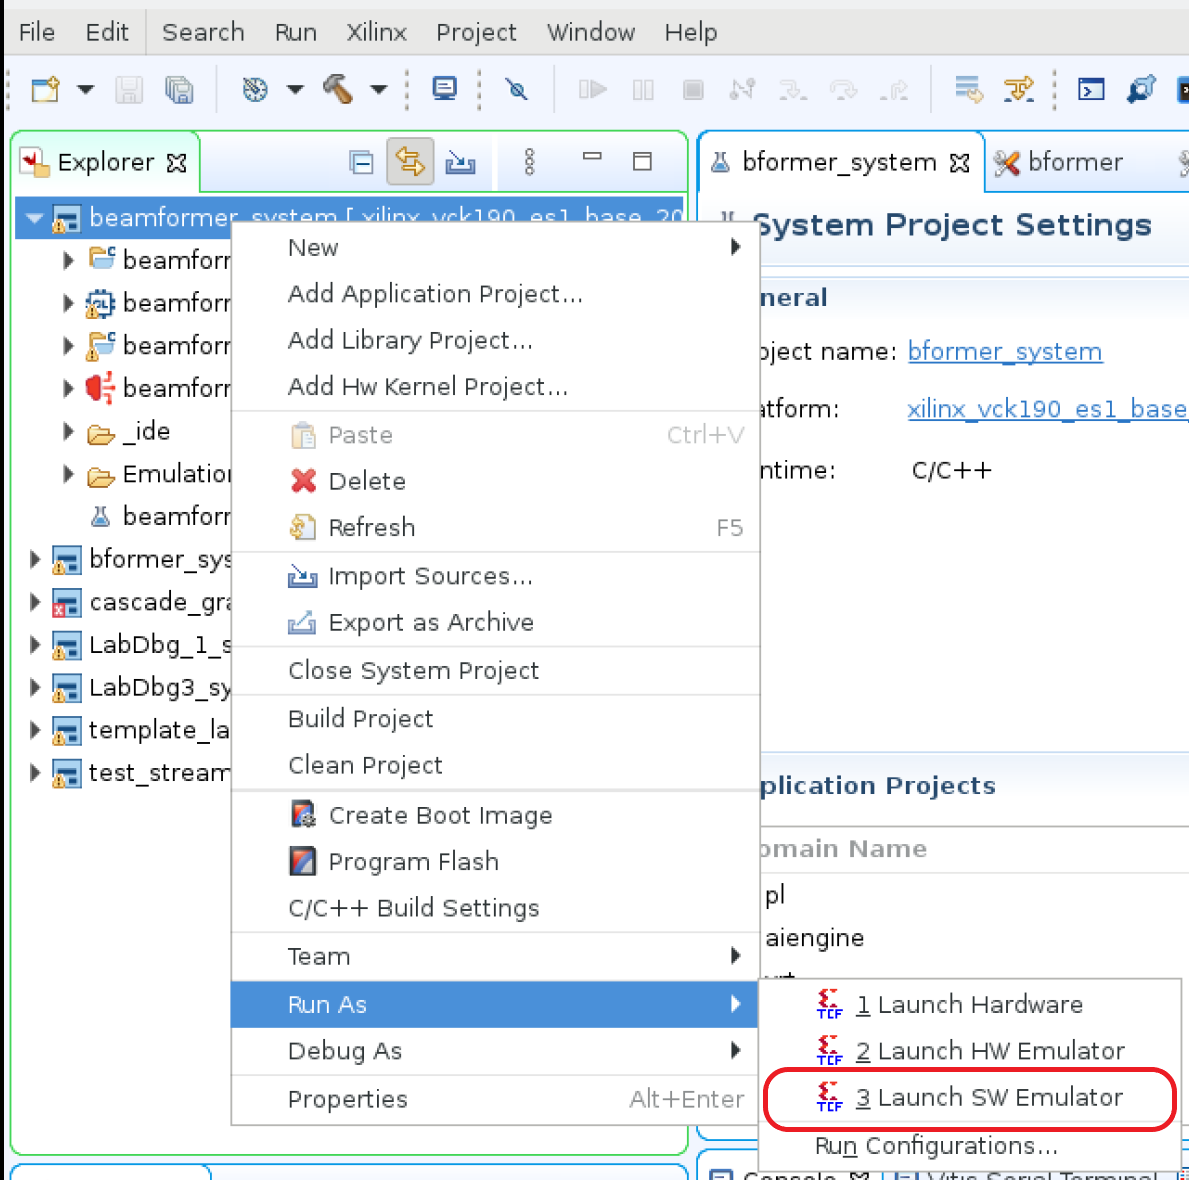 File Edit Search Run Xilinx Project Window Help
Explorer
bformer_system
bformer
beamformer_system [ xilinx_vck190_es1_base_20
System Project Settings
beamforr
beamforr
beamforr
beamforr
_ide
Emulation
beamforr
bformer_sys
cascade_gra
LabDbg_1_s
LabDbg3_sy
template_la
test_stream
New
Add Application Project...
Add Library Project...
Add Hw Kernel Project...
Paste Ctrl+V
Delete
Refresh F5
Import Sources...
Export as Archive
Close System Project
Build Project
Clean Project
Create Boot Image
Program Flash
C/C++ Build Settings
Team
Run As
Debug As
Properties Alt+Enter
neral
oject name: bformer_system
atform: xilinx_vck190_es1_base_
ntime: C/C++
plication Projects
omain Name
pl
aiengine
1 Launch Hardware
2 Launch HW Emulator
3 Launch SW Emulator
Run Configurations...
Console
Vitis Serial Terminal